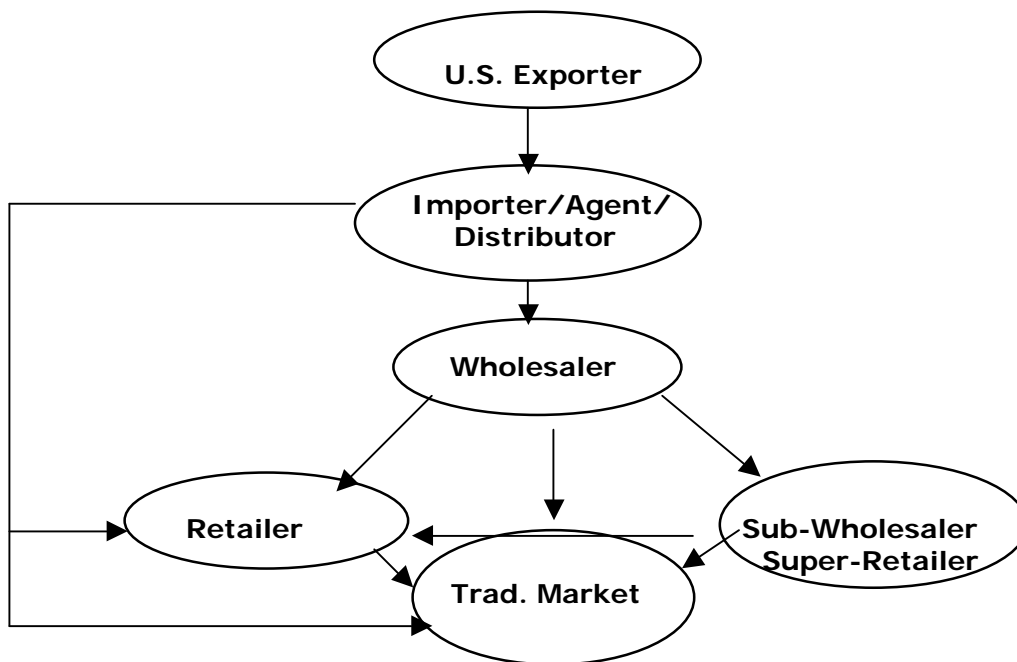 U.S. Exporter
Importer/Agent/
Distributor
Wholesaler
Retailer
Sub-Wholesaler
Super-Retailer
Trad. Market